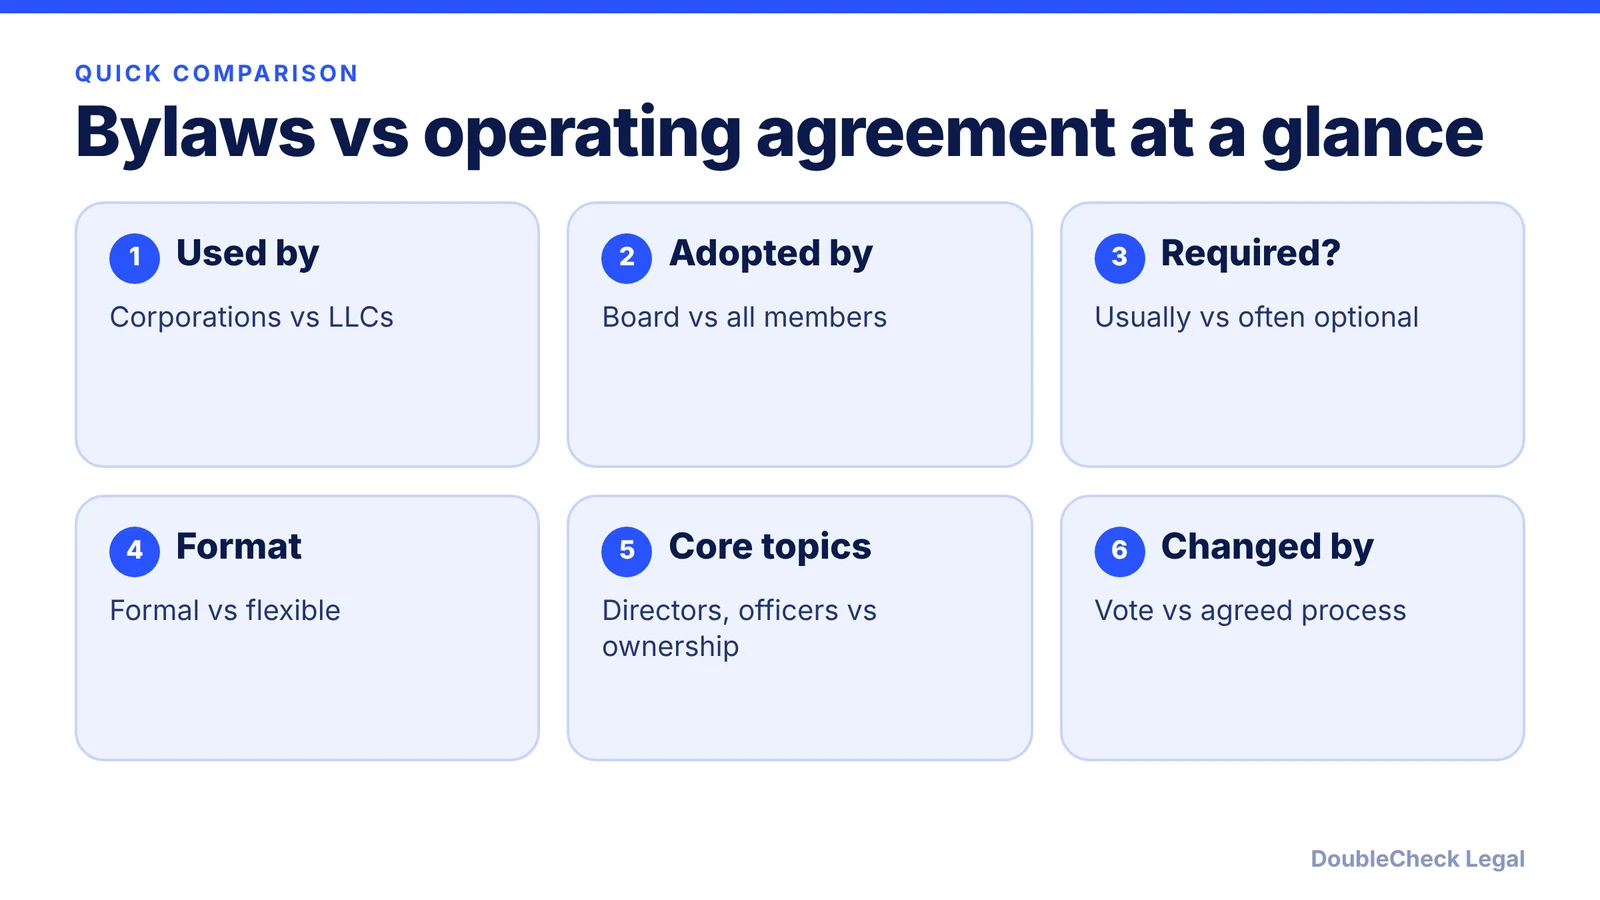 QUICK COMPARISON
Bylaws vs operating agreement at a glance
1 Used by
Corporations vs LLCs
2 Adopted by
Board vs all members
3 Required?
Usually vs often optional
4 Format
Formal vs flexible
5 Core topics
Directors, officers vs
ownership
6 Changed by
Vote vs agreed process
DoubleCheck Legal